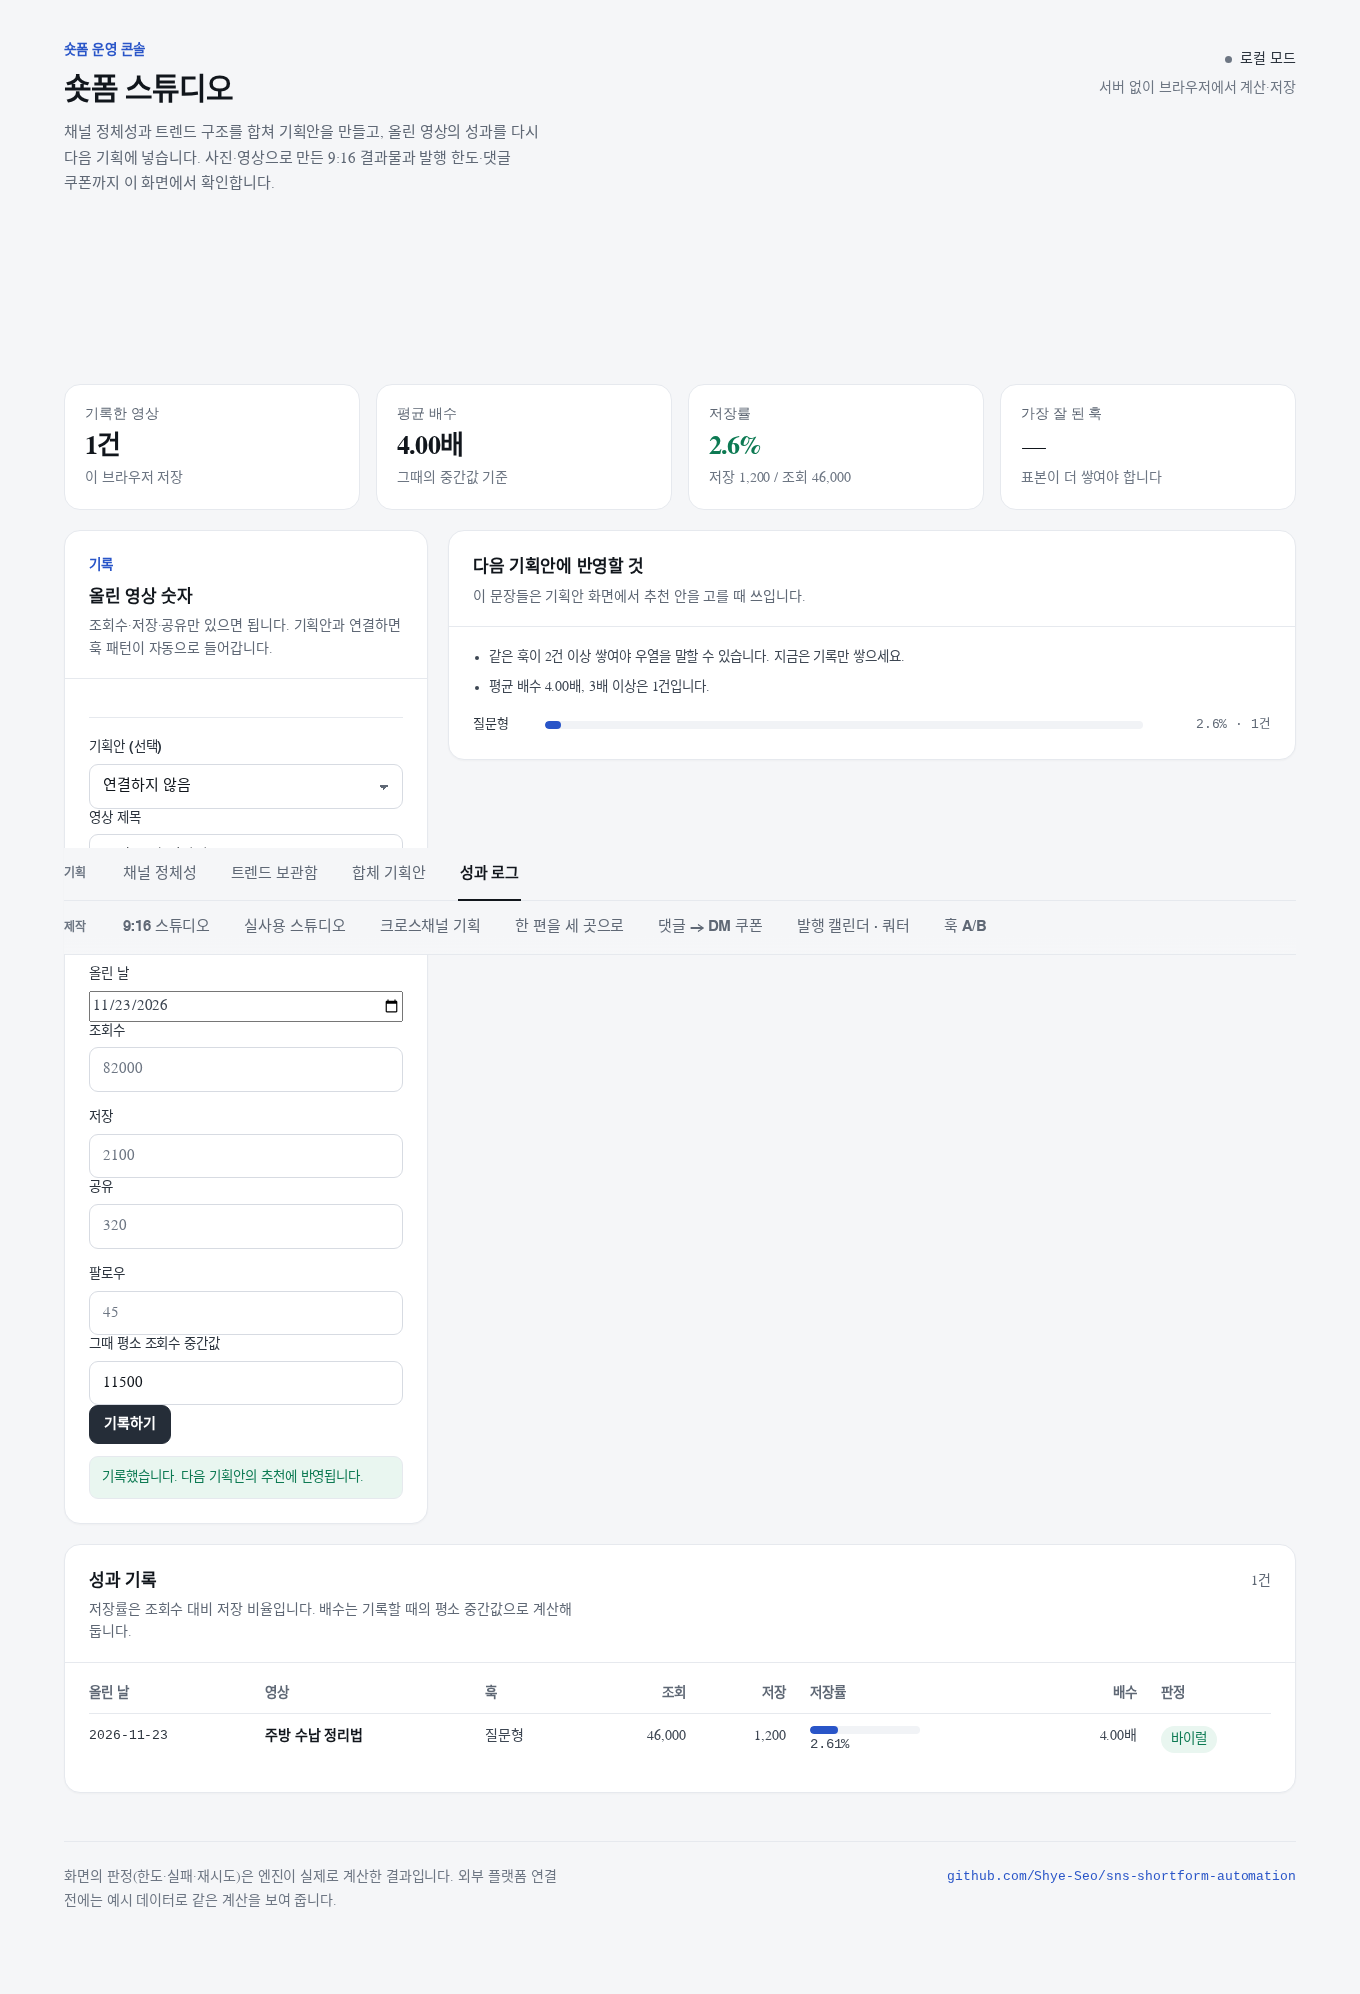 숏폼 운영 콘솔
숏폼 스튜디오
채널 정체성과 트렌드 구조를 합쳐 기획안을 만들고, 올린 영상의 성과를 다시
다음 기획에 넣습니다. 사진·영상으로 만든 9:16 결과물과 발행 한도·댓글
쿠폰까지 이 화면에서 확인합니다.
로컬 모드
서버 없이 브라우저에서 계산·저장
기록한 영상
1건
이 브라우저 저장
평균 배수
4.00배
그때의 중간값 기준
저장률
2.6%
저장 1,200 / 조회 46,000
가장 잘 된 훅
—
표본이 더 쌓여야 합니다
기록
올린 영상 숫자
조회수·저장·공유만 있으면 됩니다. 기획안과 연결하면
훅 패턴이 자동으로 들어갑니다.
다음 기획안에 반영할 것
이 문장들은 기획안 화면에서 추천 안을 고를 때 쓰입니다.
• 같은 훅이 2건 이상 쌓여야 우열을 말할 수 있습니다. 지금은 기록만 쌓으세요.
• 평균 배수 4.00배, 3배 이상은 1건입니다.
질문형 2.6% · 1건
기획안 (선택)
연결하지 않음
영상 제목
기획 채널 정체성 트렌드 보관함 합체 기획안 성과 로그
제작 9:16 스튜디오 실사용 스튜디오 크로스채널 기획 한 편을 세 곳으로 댓글 → DM 쿠폰 발행 캘린더 · 쿼터 훅 A/B
올린 날
11/23/2026
조회수
82000
저장
2100
공유
320
팔로우
45
그때 평소 조회수 중간값
11500
기록하기
기록했습니다. 다음 기획안의 추천에 반영됩니다.
성과 기록
1건
저장률은 조회수 대비 저장 비율입니다. 배수는 기록할 때의 평소 중간값으로 계산해
둡니다.
올린 날 영상 훅 조회 저장 저장률 배수 판정
2026-11-23 주방 수납 정리법 질문형 46,000 1,200 2.61% 4.00배 바이럴
화면의 판정(한도·실패·재시도)은 엔진이 실제로 계산한 결과입니다. 외부 플랫폼 연결
전에는 예시 데이터로 같은 계산을 보여 줍니다.
github.com/Shye-Seo/sns-shortform-automation